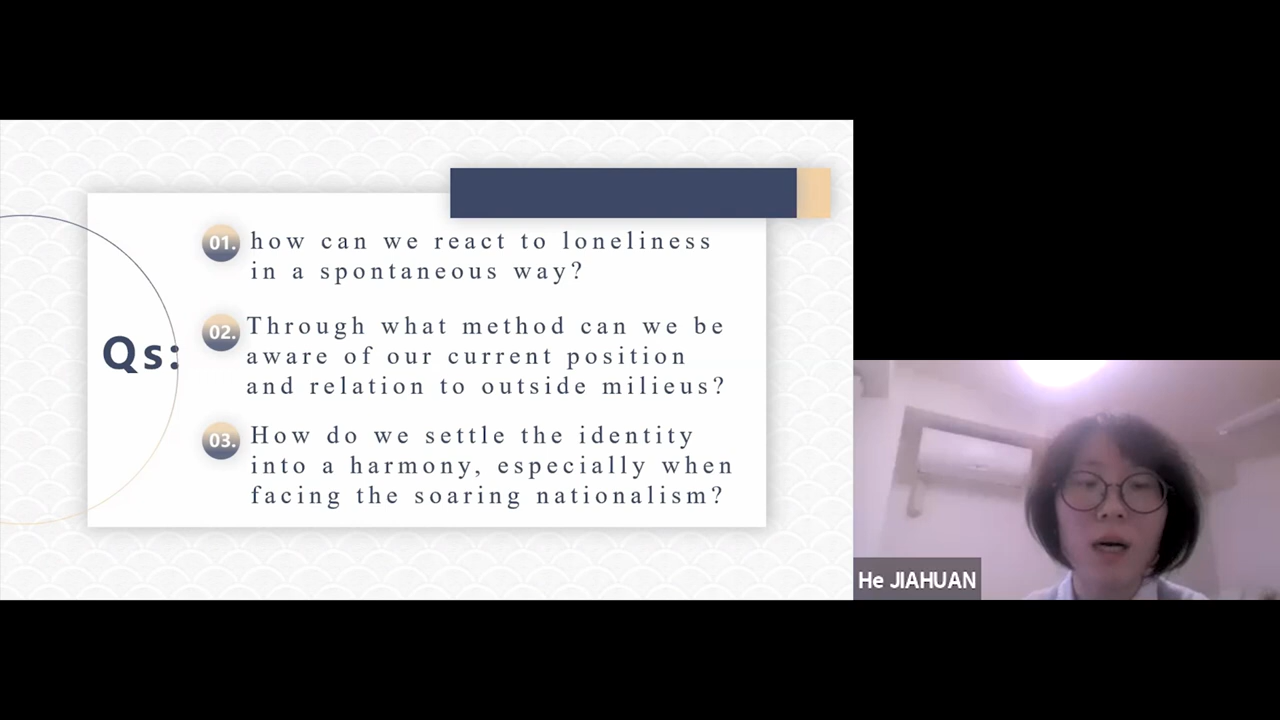 Qs:
01. how can we react to loneliness
in a spontaneous way?
02. Through what method can we be
aware of our current position
and relation to outside milieus?
03. How do we settle the identity
into a harmony, especially when
facing the soaring nationalism?
He JIAHUAN